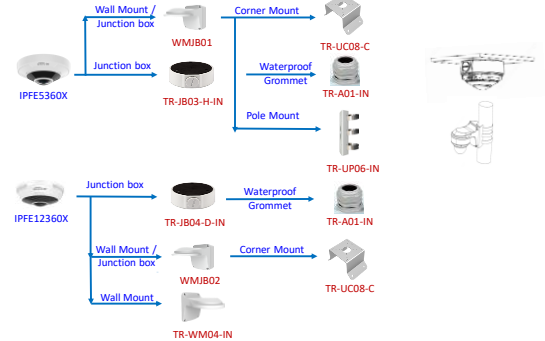 Wall Mount /
Junction box
Corner Mount
WMJB01
TR-UC08-C
Junction box
Waterproof
Grommet
IPFE5360X
TR-JB03-H-IN
TR-A01-IN
Pole Mount
TR-UP06-IN
Junction box
Waterproof
Grommet
IPFE12360X
TR-JB04-D-IN
TR-A01-IN
Wall Mount /
Junction box
Corner Mount
WMJB02
TR-UC08-C
Wall Mount
TR-WM04-IN